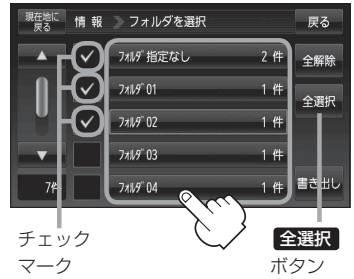 現在地に
戻る
情 報
フォルダを選択
戻る
ﾌｫﾙﾀﾞ 指定なし 2 件
全解除
ﾌｫﾙﾀﾞ 01 1 件
全選択
ﾌｫﾙﾀﾞ 02 1 件
ﾌｫﾙﾀﾞ 03 1 件
7件
ﾌｫﾙﾀﾞ 04 1 件
書き出し
チェック
マーク
全選択
ボタン